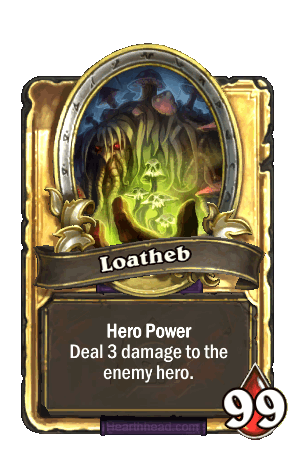 Loatheb
Hero Power
Deal 3 damage to the
enemy hero.
99
Hearthhead.com